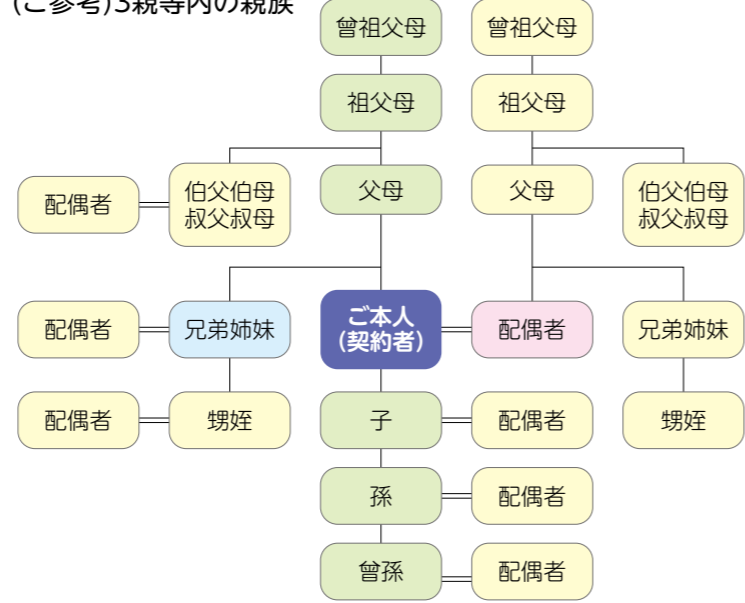 (ご参考)3親等内の親族
曾祖父母
曾祖父母
祖父母
祖父母
配偶者
伯父伯母
叔父叔母
父母
父母
伯父伯母
叔父叔母
配偶者
兄弟姉妹
ご本人
(契約者)
配偶者
兄弟姉妹
配偶者
甥姪
子
配偶者
甥姪
孫
配偶者
曾孫
配偶者